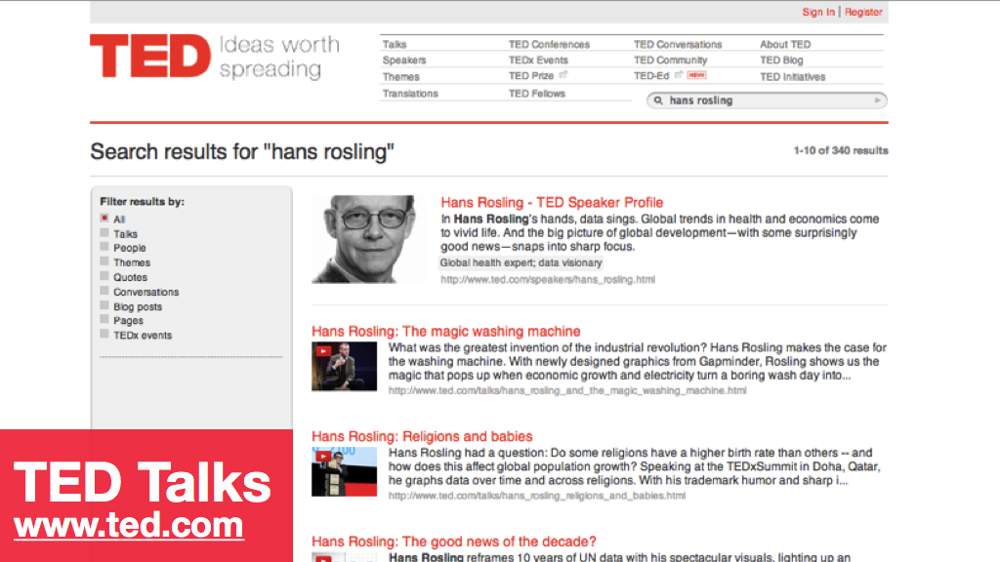 Sign In | Register
TED Ideas worth
spreading
Talks
Speakers
Themes
Translations
TED Conferences
TEDx Events
TED Prize
TED Fellows
TED Conversations
TED Community
TED-Ed NEW!
About TED
TED Blog
TED Initiatives
hans rosling
Search results for "hans rosling"
1-10 of 340 results
Filter results by:
All
Talks
People
Themes
Quotes
Conversations
Blog posts
Pages
TEDx events
Hans Rosling - TED Speaker Profile
In Hans Rosling's hands, data sings. Global trends in health and economics come
to vivid life. And the big picture of global development—with some surprisingly
good news—snaps into sharp focus.
Global health expert; data visionary
http://www.ted.com/speakers/hans_rosling.html
Hans Rosling: The magic washing machine
What was the greatest invention of the industrial revolution? Hans Rosling makes the case for
the washing machine. With newly designed graphics from Gapminder, Rosling shows us the
magic that pops up when economic growth and electricity turn a boring wash day into...
http://www.ted.com/talks/hans_rosling_and_the_magic_washing_machine.html
Hans Rosling: Religions and babies
Hans Rosling had a question: Do some religions have a higher birth rate than others -- and
how does this affect global population growth? Speaking at the TEDxSummit in Doha, Qatar,
he graphs data over time and across religions. With his trademark humor and sharp i...
http://www.ted.com/talks/hans_rosling_religions_and_babies.html
Hans Rosling: The good news of the decade?
Hans Rosling reframes 10 years of UN data with his spectacular visuals, lighting up an
TED Talks
www.ted.com